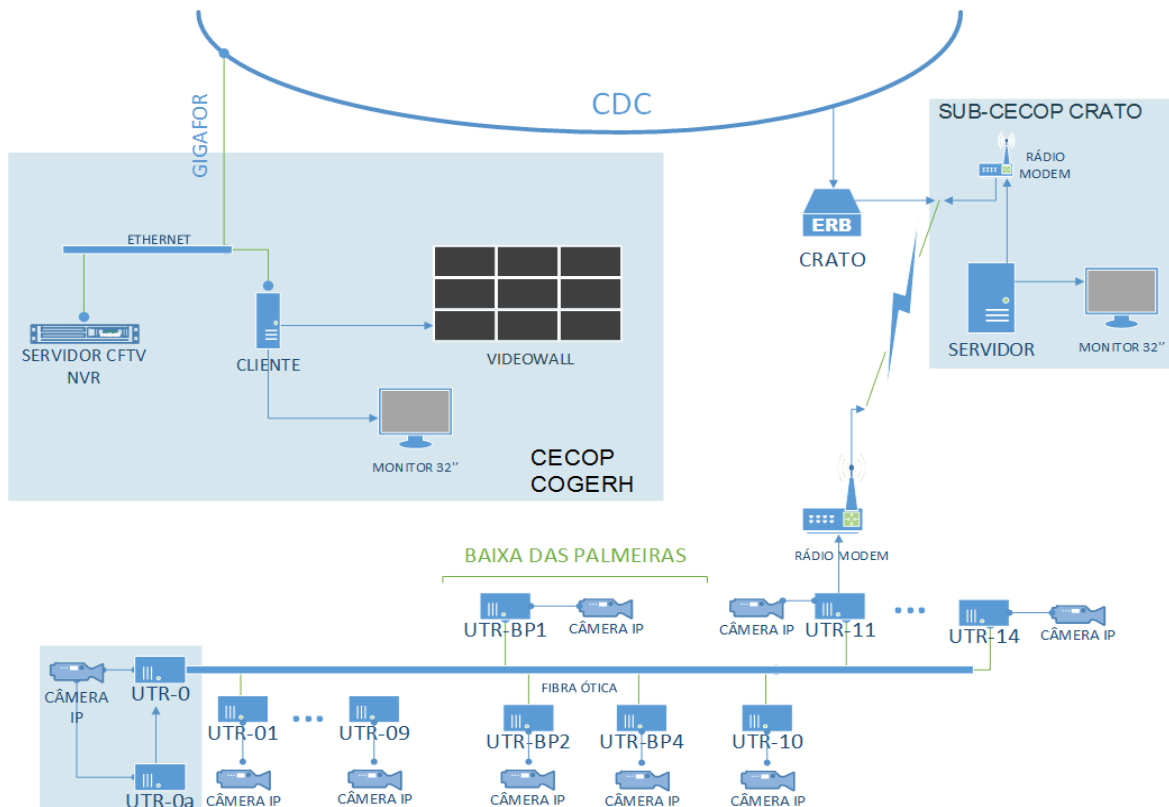 CDC
GIGAFOR
SUB-CECOP CRATO
RÁDIO
MODEM
ERB
CRATO
SERVIDOR
MONITOR 32''
ETHERNET
SERVIDOR CFTV
NVR
CLIENTE
VIDEOWALL
MONITOR 32''
CECOP
COGERH
RÁDIO MODEM
BAIXA DAS PALMEIRAS
UTR-BP1
CÂMERA IP
CÂMERA IP
UTR-11
UTR-14
CÂMERA IP
CÂMERA
IP
UTR-0
FIBRA ÓTICA
UTR-01
UTR-09
UTR-BP2
UTR-BP4
UTR-10
UTR-0a
CÂMERA IP
CÂMERA IP
CÂMERA IP
CÂMERA IP
CÂMERA IP